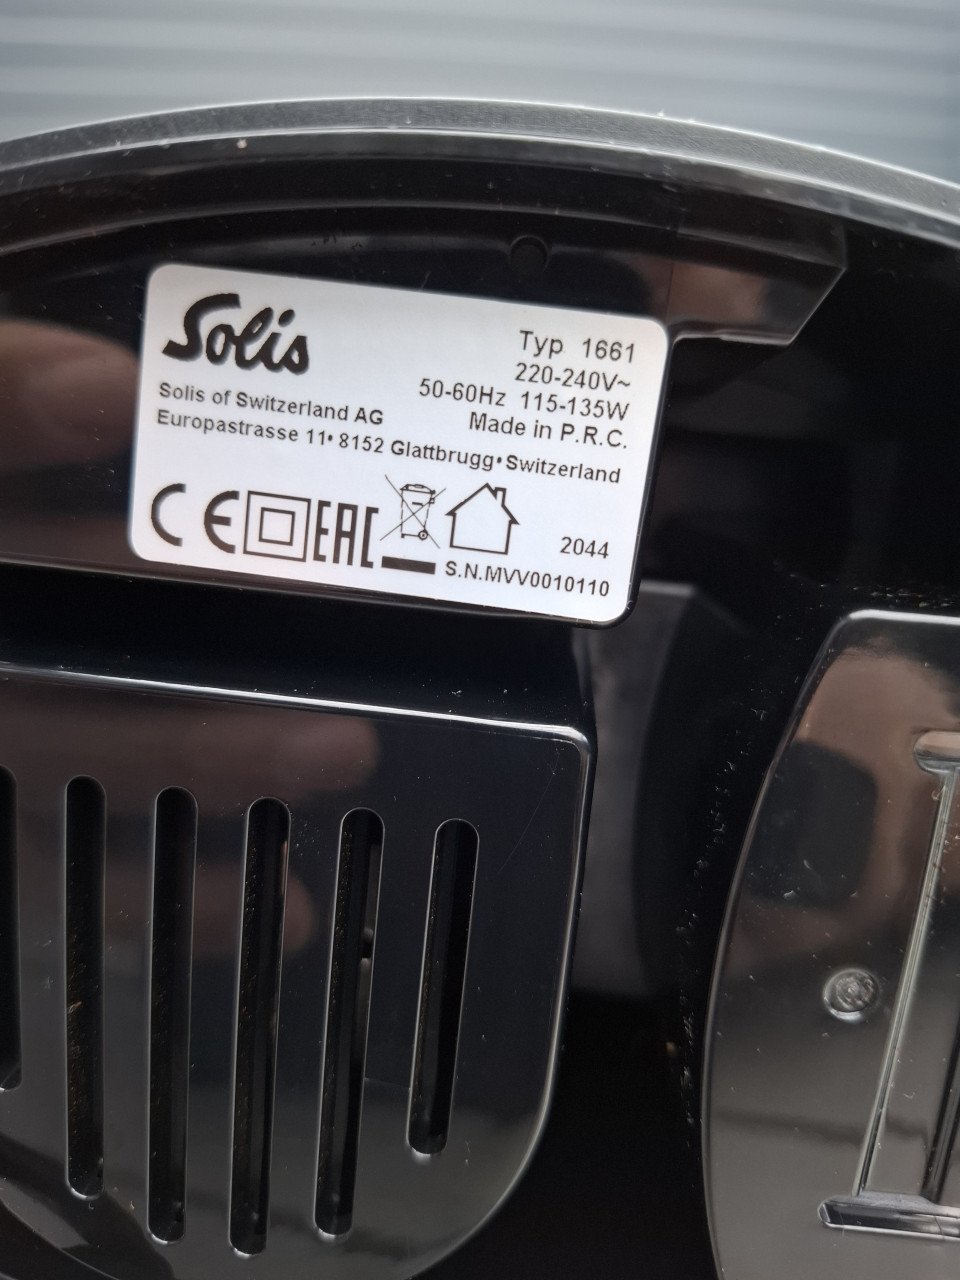 Solis
Typ 1661
220-240V~
50-60Hz 115-135W
Made in P.R.C.
Solis of Switzerland AG
Europastrasse 11• 8152 Glattbrugg•Switzerland
CE EAC
2044
S.N.MVV0010110